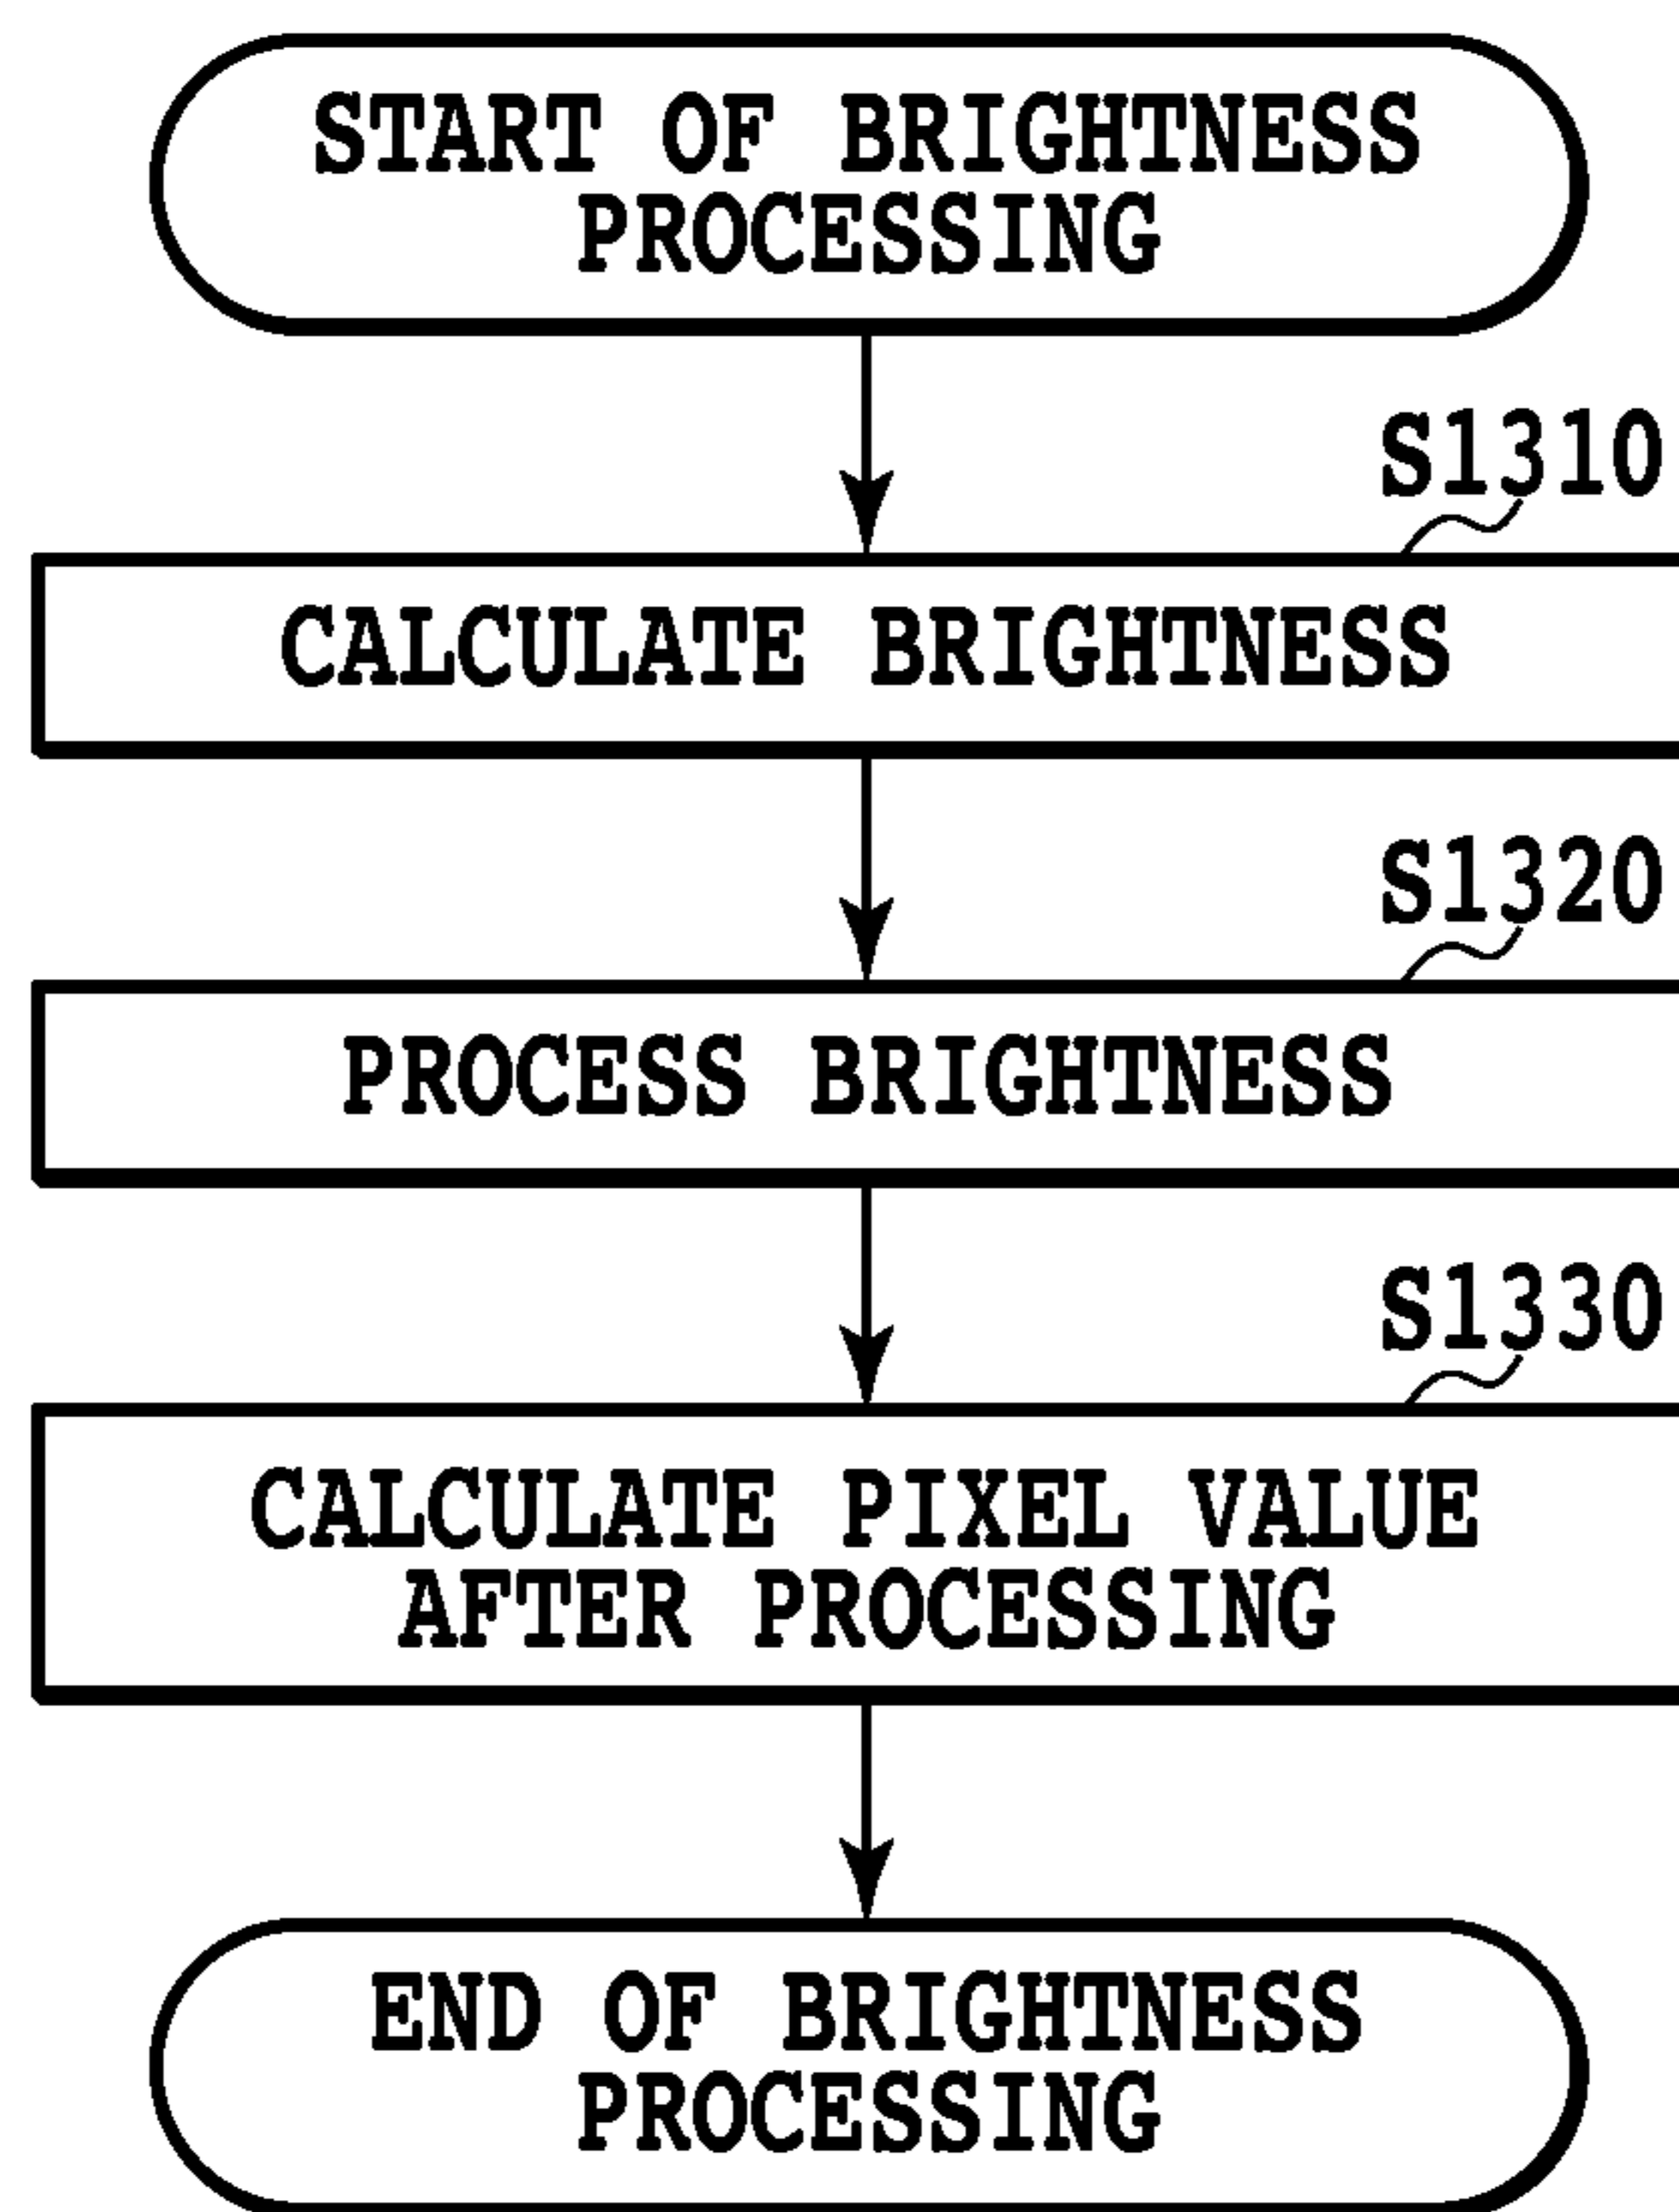 START OF BRIGHTNESS
PROCESSING
S1310
CALCULATE BRIGHTNESS
S1320
PROCESS BRIGHTNESS
S1330
CALCULATE PIXEL VALUE
AFTER PROCESSING
END OF BRIGHTNESS
PROCESSING